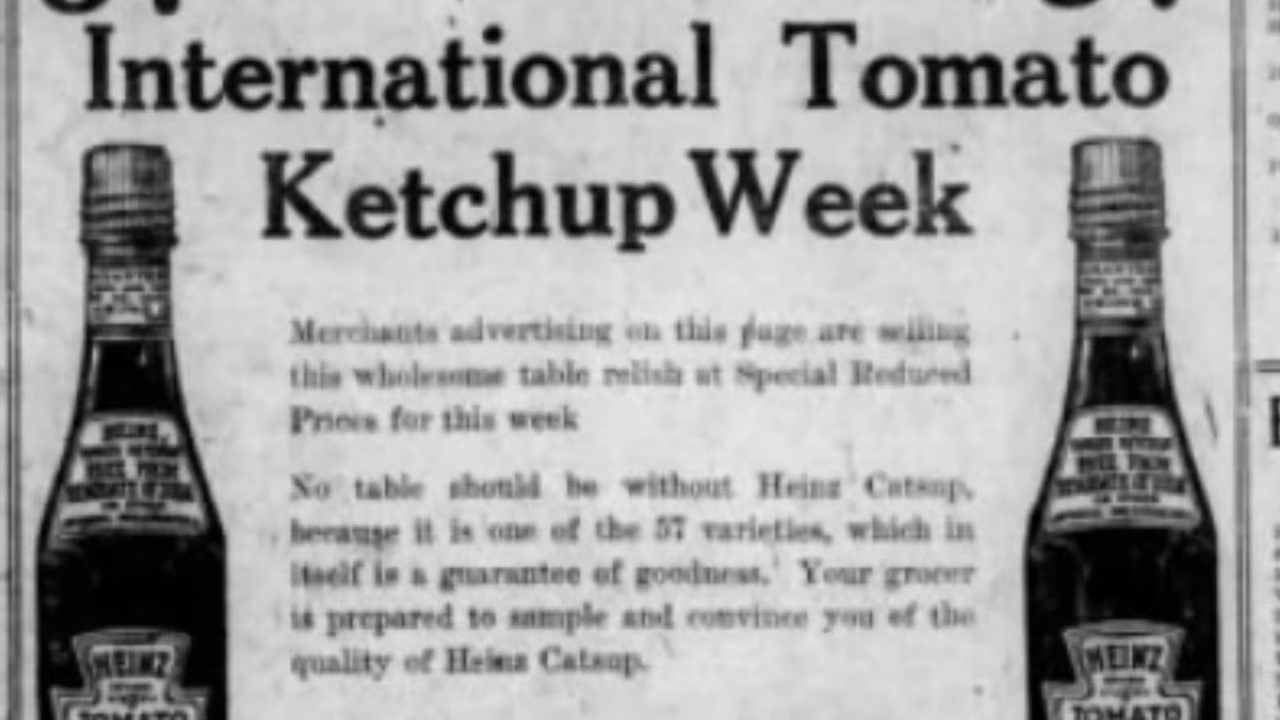 International Tomato
Ketchup Week
Merchants advertising on this page are selling
this wholesome table relish at Special Reduced
Prices for this week
No table should be without Heinz Catsup,
because it is one of the 57 varieties, which in
itself is a guarantee of goodness. Your grocer
is prepared to sample and convince you of the
quality of Heinz Catsup.
HEINZ
TOMATO
HEINZ
TOMATO